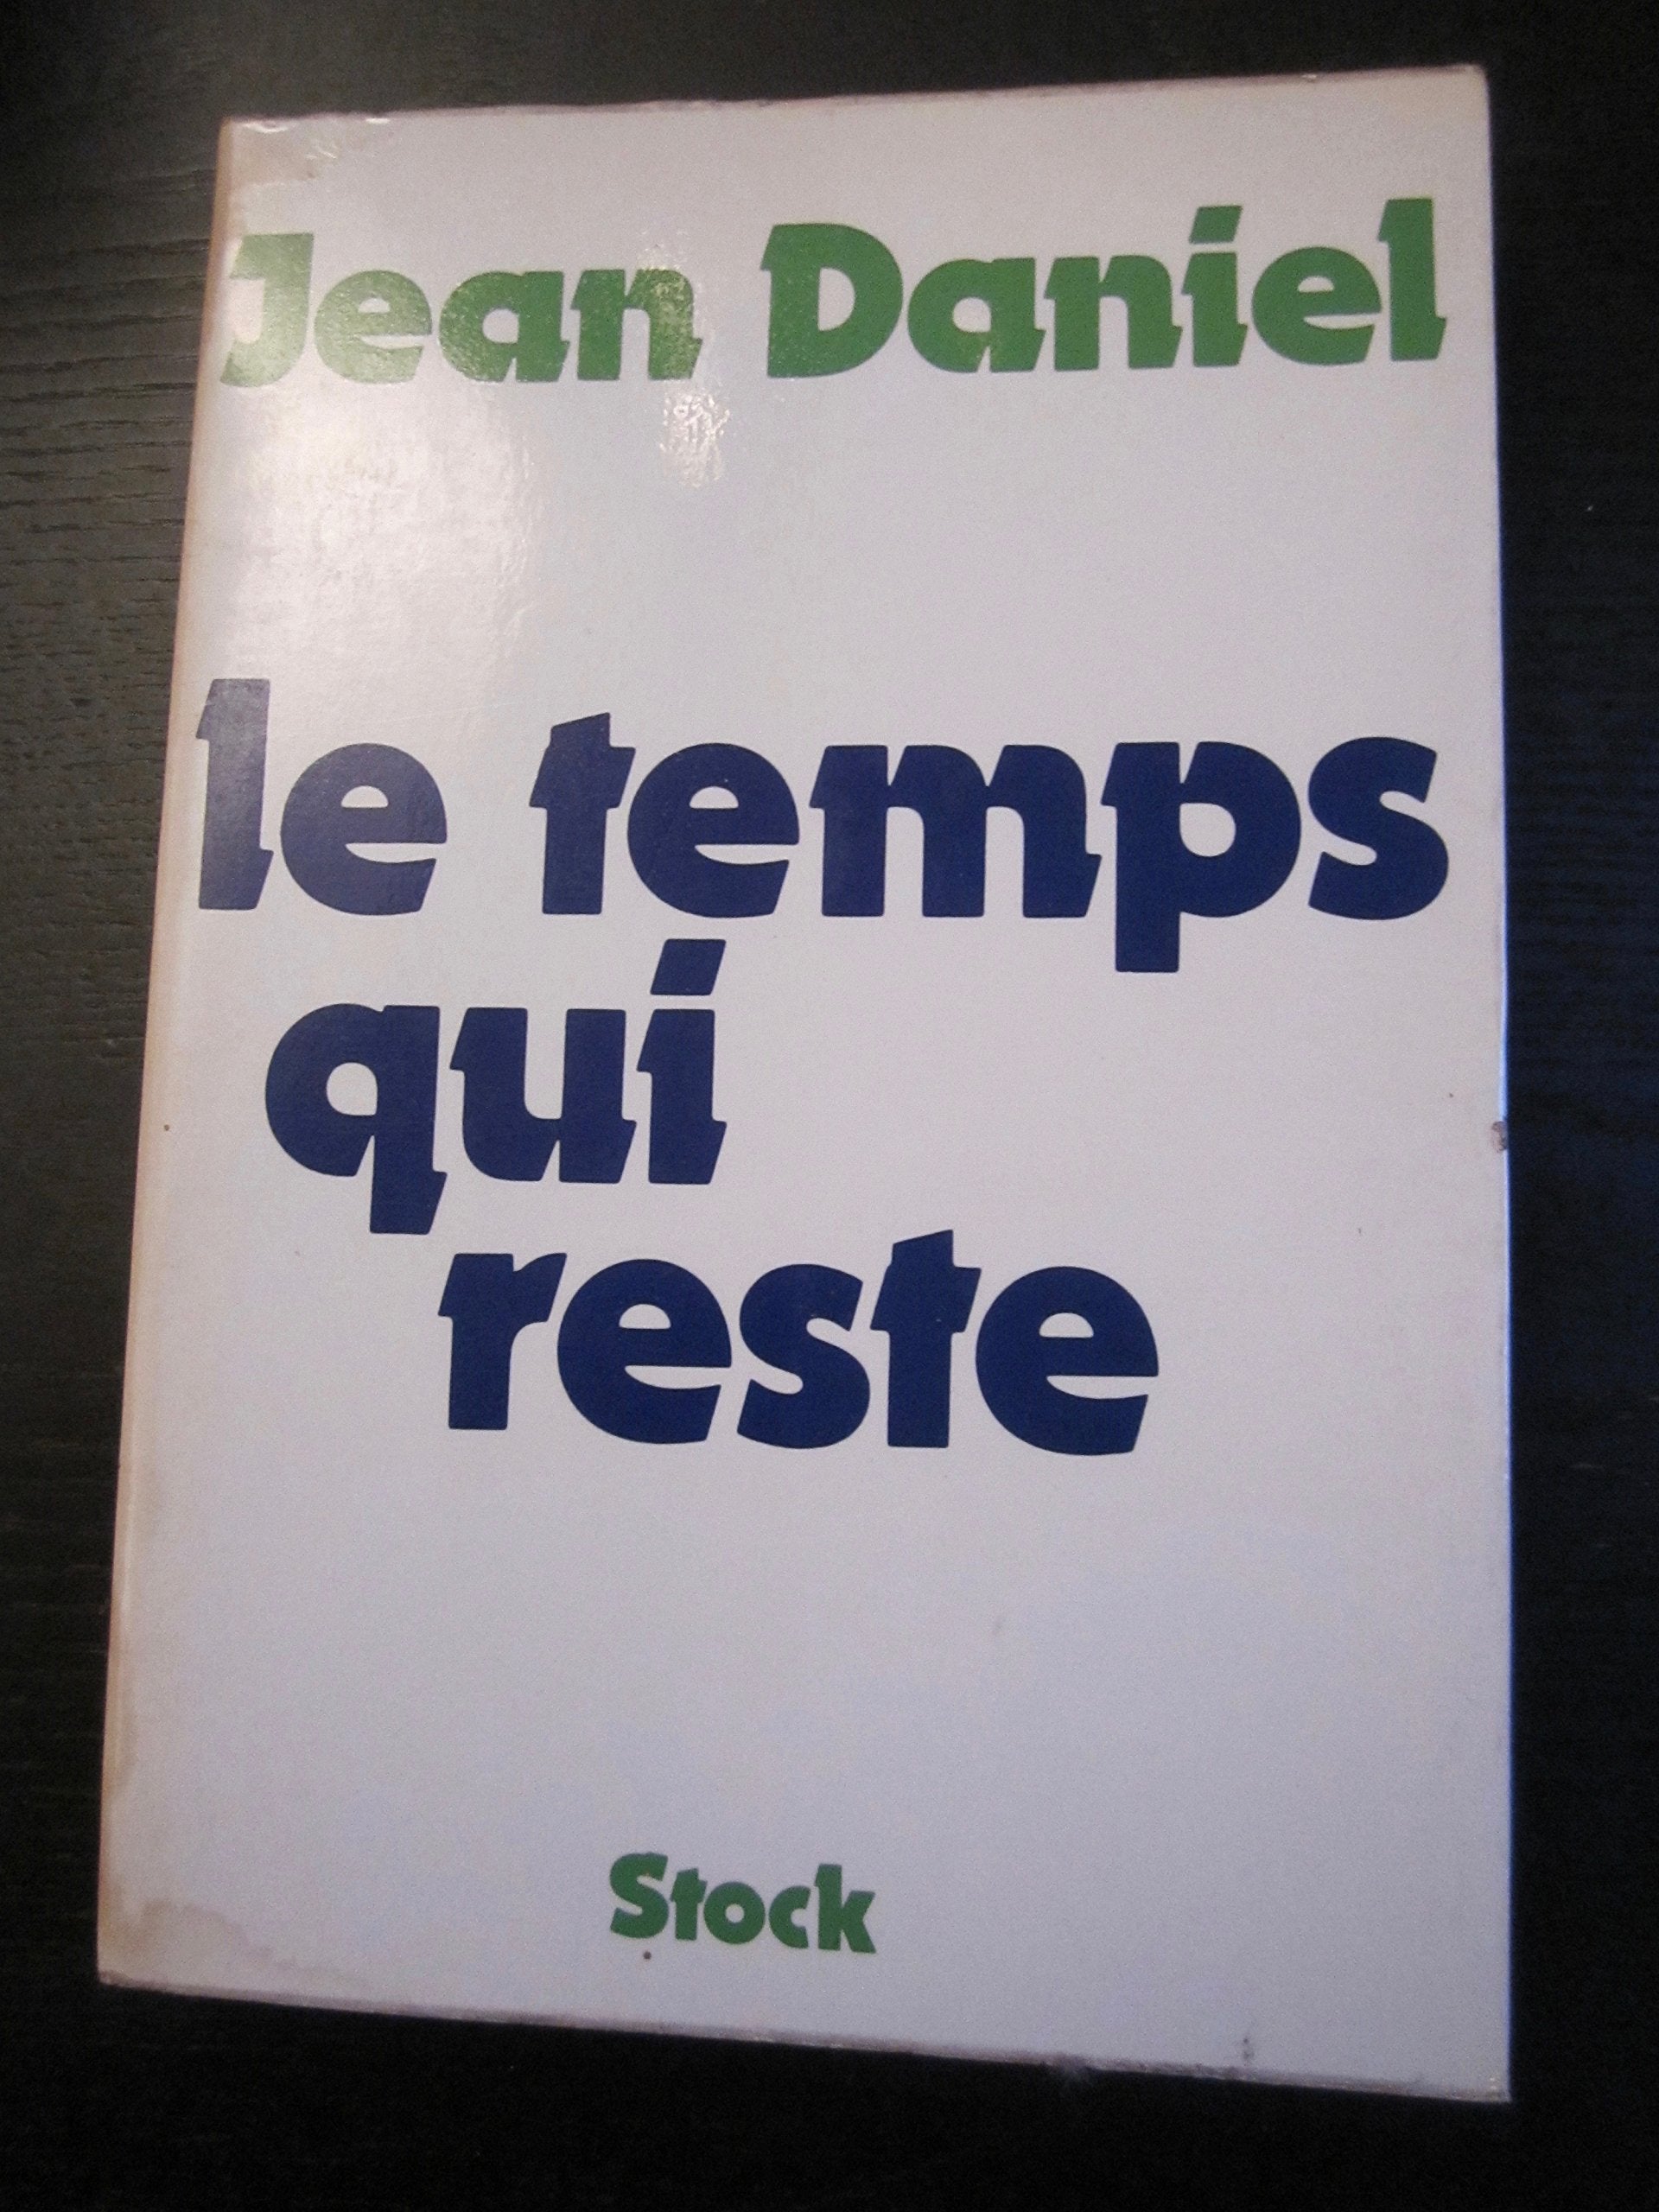 Jean Daniel
le temps
qui
reste
Stock